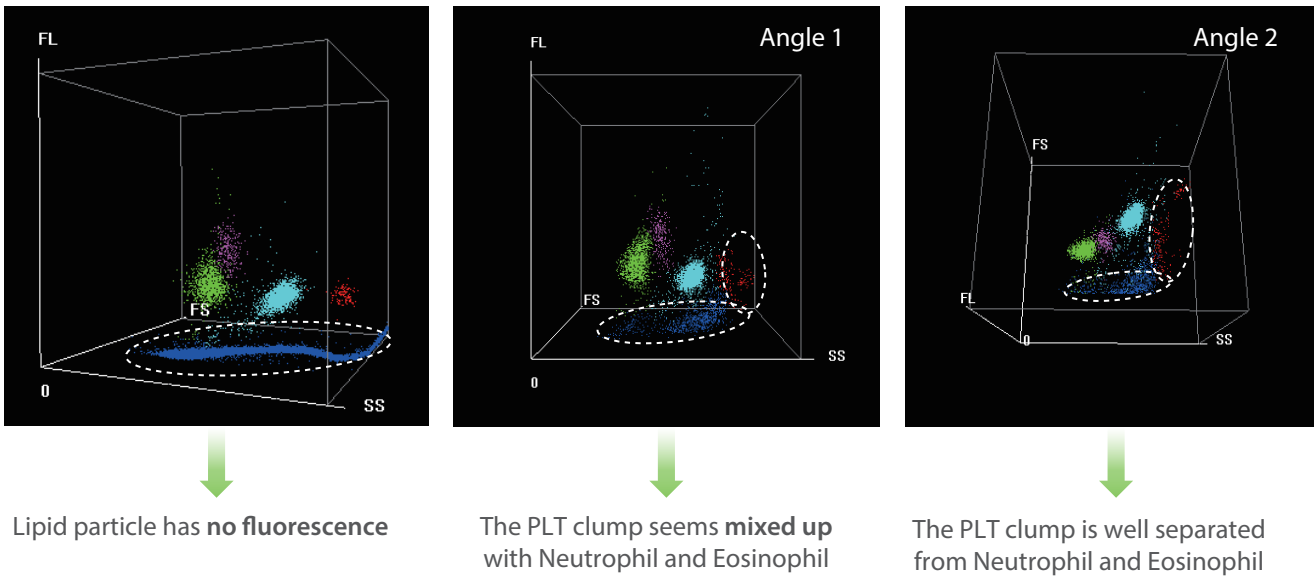 FL
FS
0
SS
Lipid particle has no fluorescence
Angle 1
FL
FS
SS
0
The PLT clump seems mixed up
with Neutrophil and Eosinophil
Angle 2
FS
FL
0
SS
The PLT clump is well separated
from Neutrophil and Eosinophil